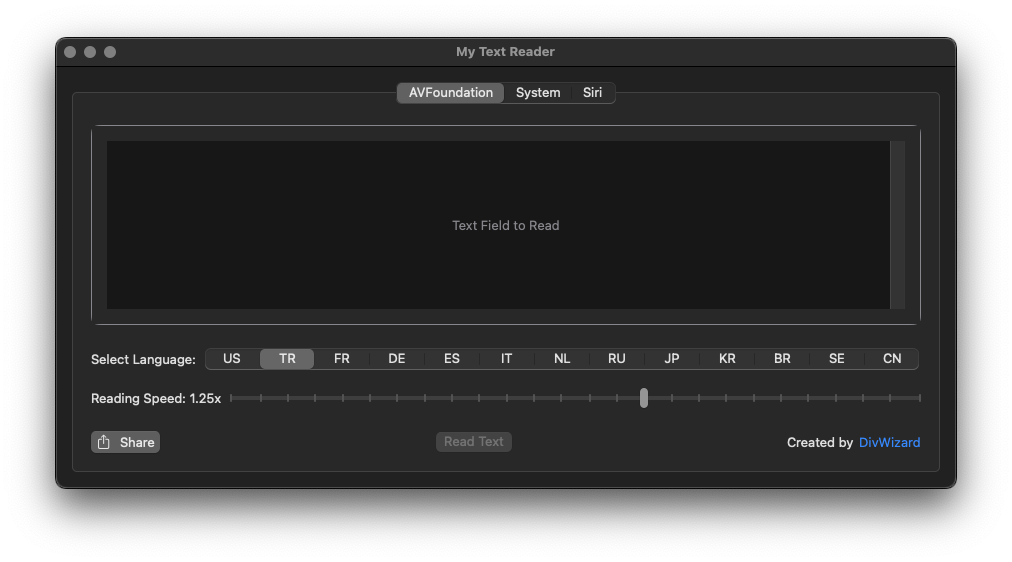 My Text Reader
AVFoundation System Siri
Text Field to Read
Select Language: US TR FR DE ES IT NL RU JP KR BR SE CN
Reading Speed: 1.25x
Share Read Text Created by DivWizard